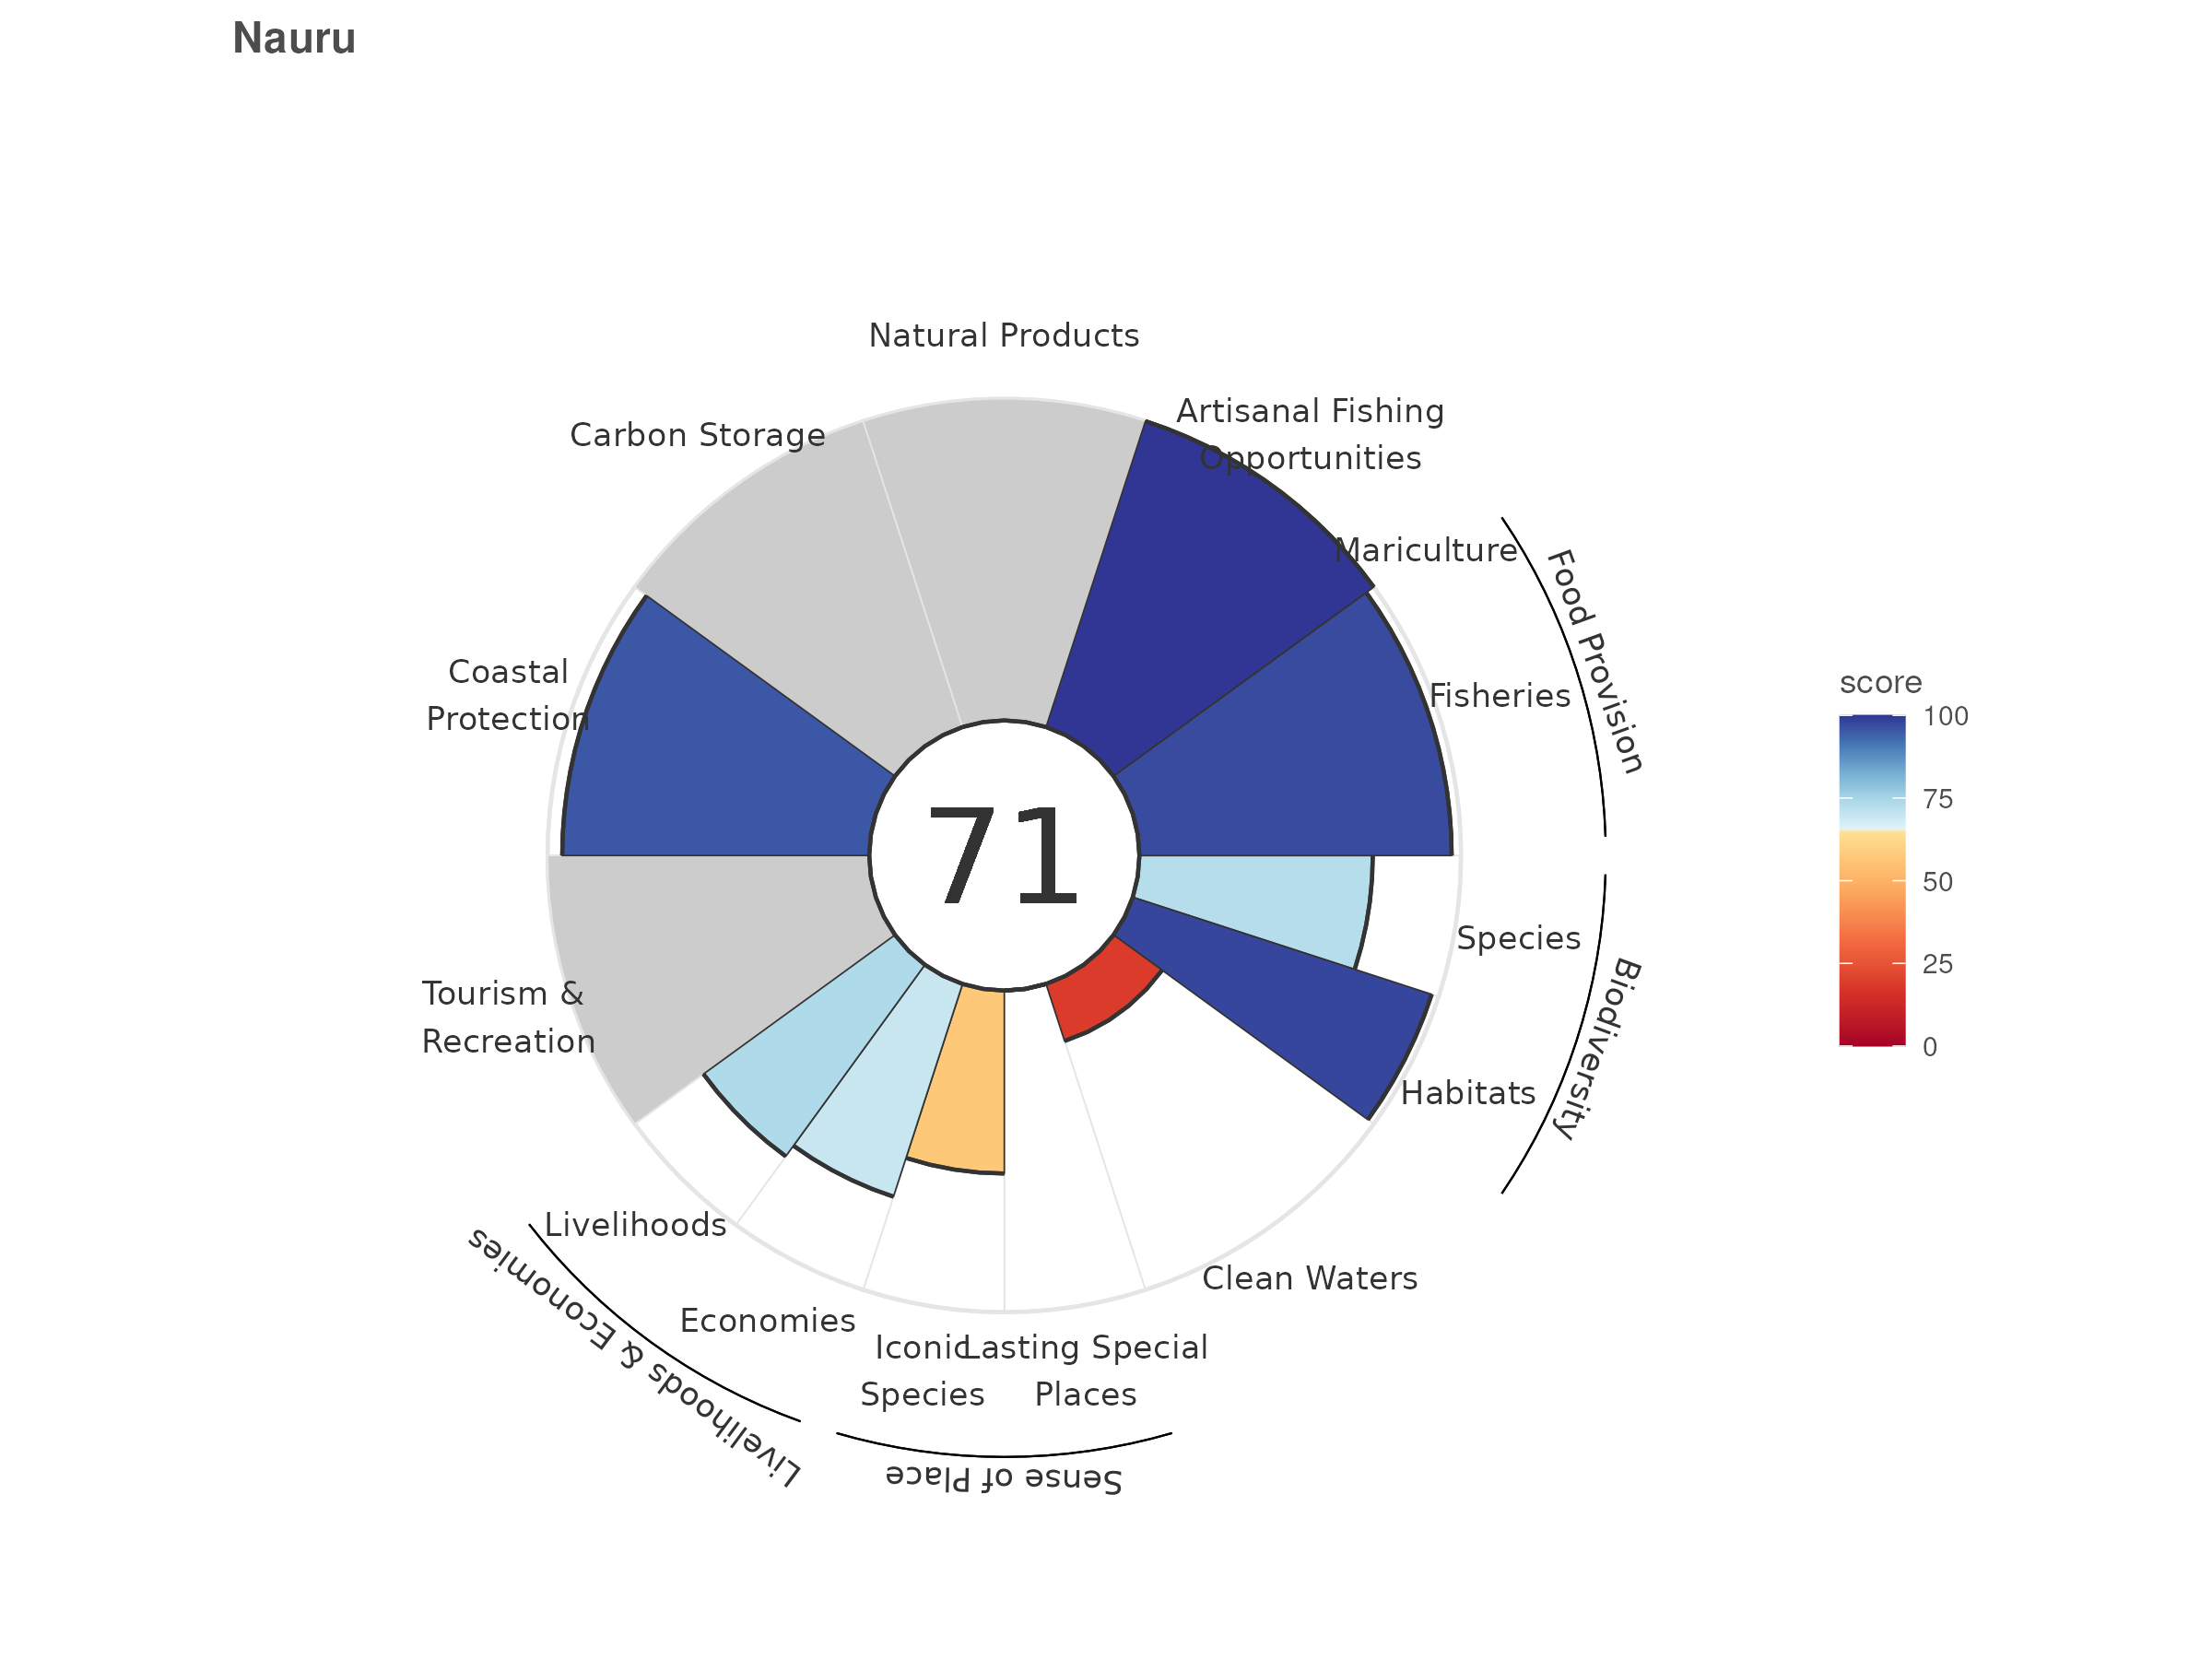 Nauru
Natural Products
Artisanal Fishing
Opportunities
Carbon Storage
Mariculture
Food Provision
Coastal
Protection
Fisheries
score
100
75
50
25
0
71
Species
Biodiversity
Tourism &
Recreation
Habitats
Livelihoods
Clean Waters
Livelihoods & Economies
Economies
Iconic
Species
Lasting Special
Places
Sense of Place